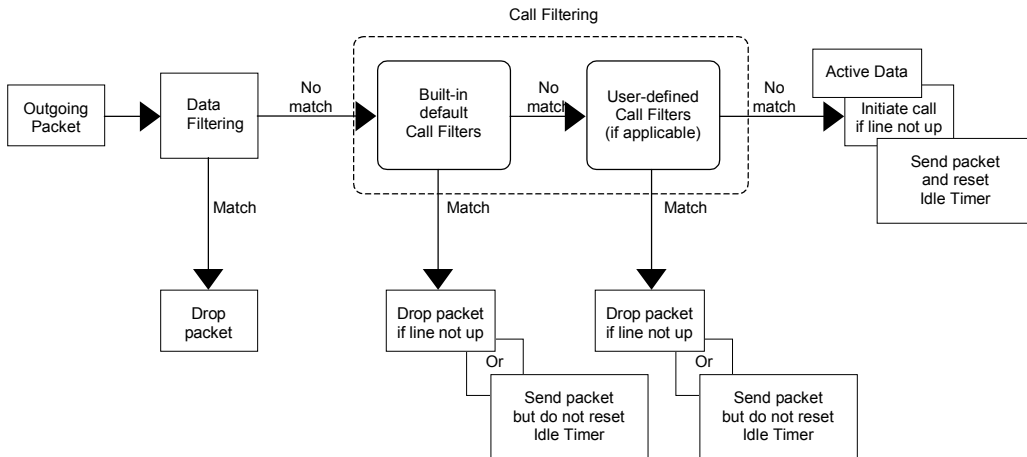 Call Filtering
Outgoing
Packet
Data
Filtering
No
match
Built-in
default
Call Filters
No
match
User-defined
Call Filters
(if applicable)
No
match
Active Data
Initiate call
if line not up
Send packet
and reset
Idle Timer
Match
Match
Match
Drop
packet
Drop packet
if line not up
Or
Send packet
but do not reset
Idle Timer
Drop packet
if line not up
Or
Send packet
but do not reset
Idle Timer